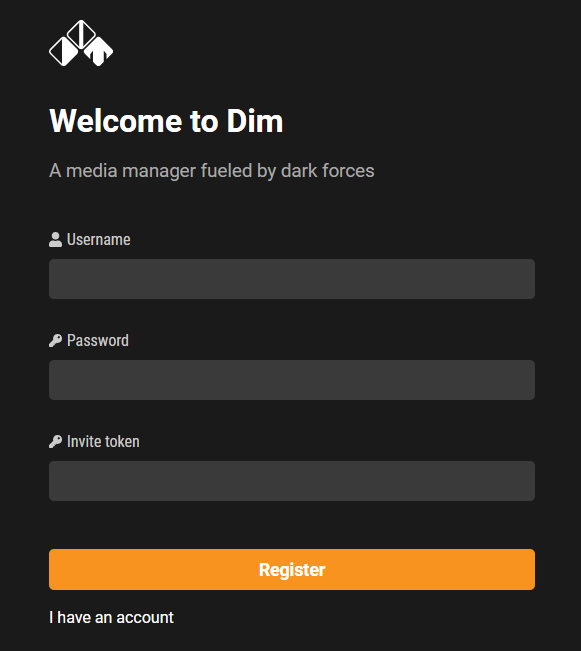 Welcome to Dim
A media manager fueled by dark forces
Username
Password
Invite token
Register
I have an account